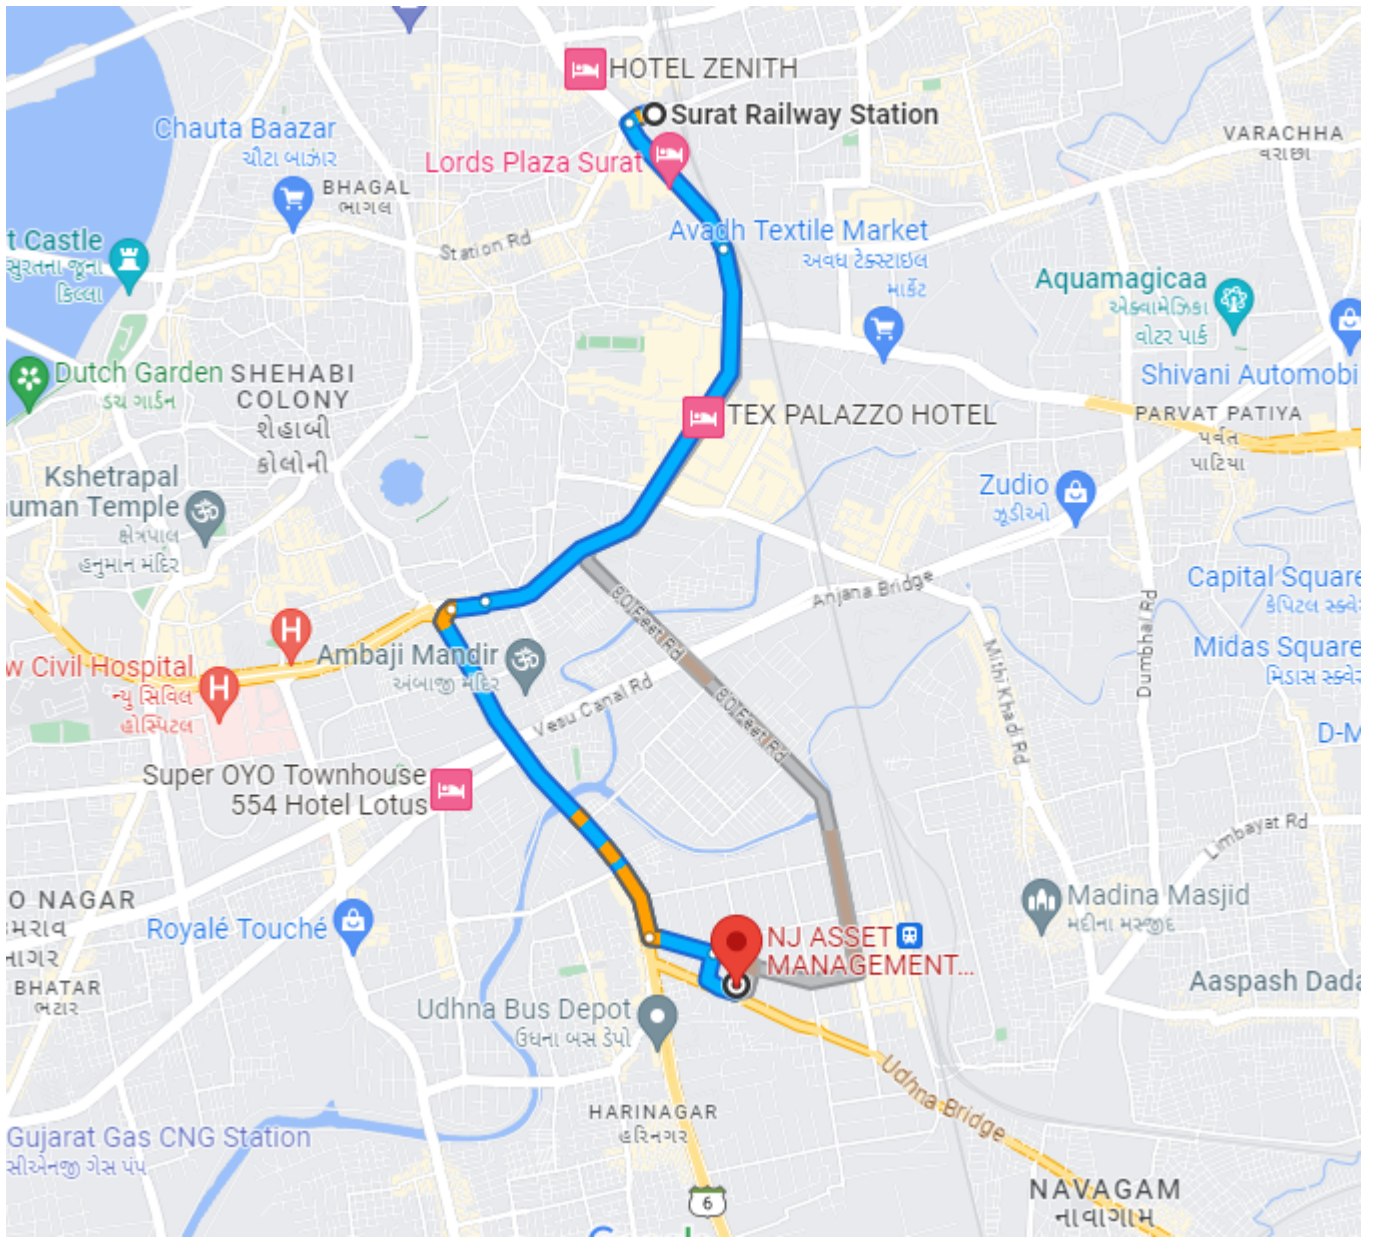 HOTEL ZENITH
Surat Railway Station
Chauta Baazar
ચૌટા બાઝાર
VARACHHA
વરાછા
Lords Plaza Surat
BHAGAL
ભાગલ
Station Rd
t Castle
સુરતના જૂના
કિલ્લા
Avadh Textile Market
અવધ ટેક્સ્ટાઇલ
માર્કેટ
Aquamagicaa
એક્વામેઝિકા
વોટર પાર્ક
Dutch Garden
ડચ ગાર્ડન
SHEHABI
COLONY
શેહાબી
કોલોની
Shivani Automobi
TEX PALAZZO HOTEL
PARVAT PATIYA
પર્વત
પાટિયા
Kshetrapal
uman Temple
ક્ષેત્રપાલ
હનુમાન મંદિર
Zudio
ઝૂડીઓ
Anjana Bridge
Capital Square
કેપિટલ સ્ક્વે
80 Feet Rd
Dumbhal Rd
Mithi Khadi Rd
Midas Square
મિડાસ સ્ક્વે
w Civil Hospital
ન્યુ સિવિલ
હોસ્પિટલ
Ambaji Mandir
અંબાજી મંદિર
Vesu Canal Rd
80 Feet Rd
D-M
Super OYO Townhouse
554 Hotel Lotus
Limbayat Rd
O NAGAR
મરાવ
નગર
Royalé Touché
Madina Masjid
મદીના મસ્જીદ
NJ ASSET
MANAGEMENT...
BHATAR
ભટાર
Aaspash Dada
Udhna Bus Depot
ઉધના બસ ડેપો
Udhna Bridge
HARINAGAR
હરિનગર
Gujarat Gas CNG Station
સીએનજી ગેસ પંપ
6
NAVAGAM
નાવાગામ